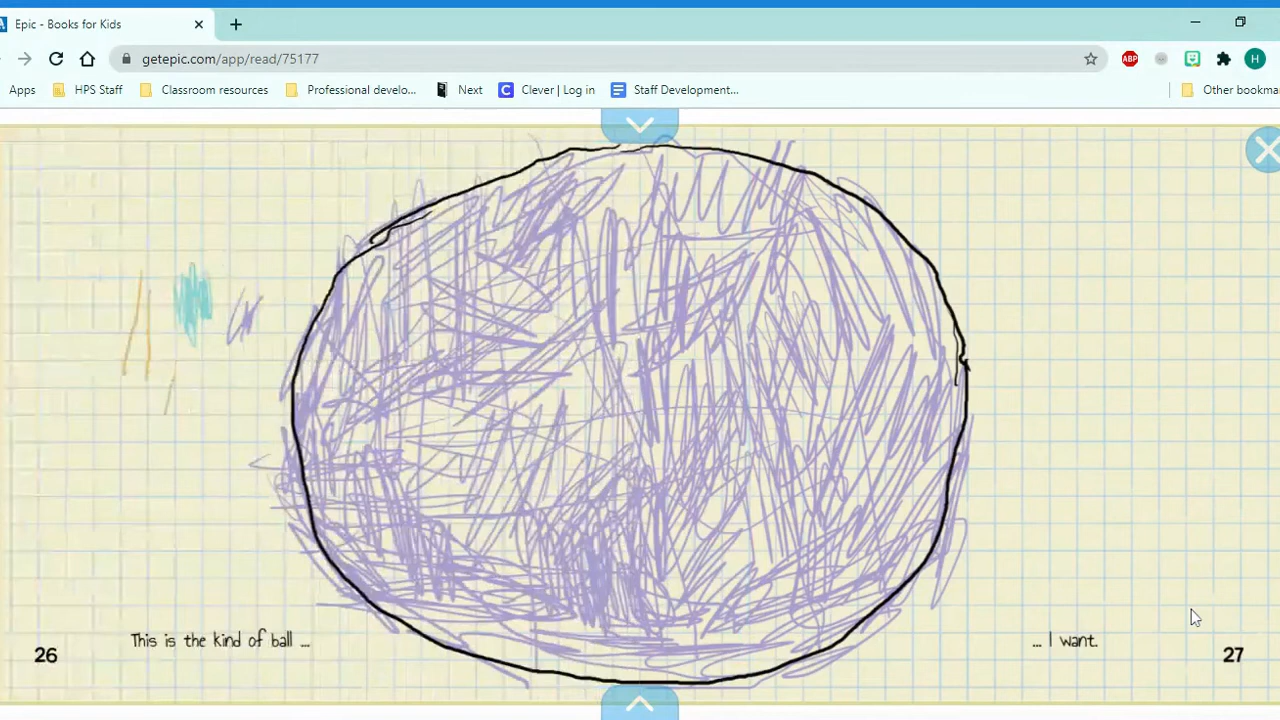 Epic - Books for Kids
getepic.com/app/read/75177
ABP
H
Apps
HPS Staff
Classroom resources
Professional develo...
Next
C
Clever | Log in
Staff Development...
Other bookma
This is the kind of ball ...
... I want.
26
27